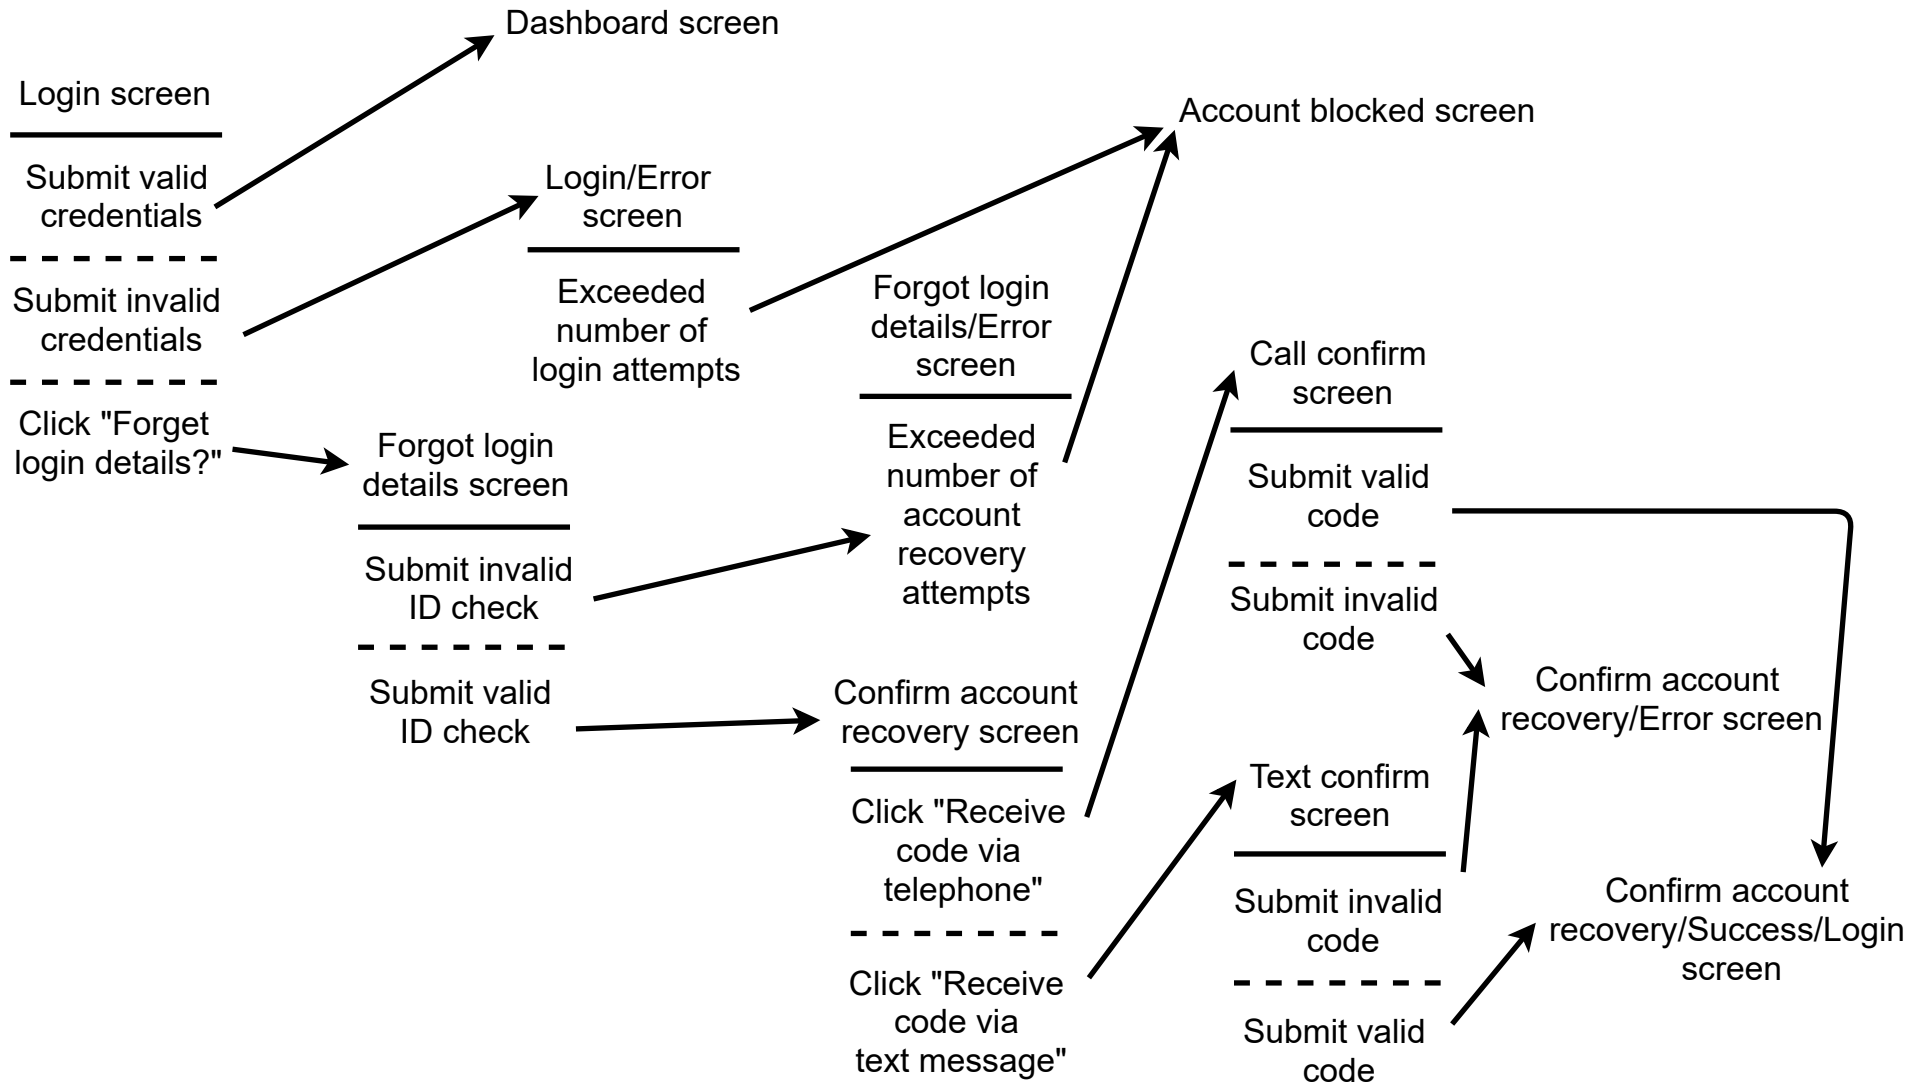 Dashboard screen
Login screen
Submit valid
credentials
Submit invalid
credentials
Click "Forget
login details?"
Login/Error
screen
Exceeded
number of
login attempts
Account blocked screen
Forgot login
details screen
Submit invalid
ID check
Submit valid
ID check
Forgot login
details/Error
screen
Exceeded
number of
account
recovery
attempts
Confirm account
recovery screen
Click "Receive
code via
telephone"
Click "Receive
code via
text message"
Call confirm
screen
Submit valid
code
Submit invalid
code
Text confirm
screen
Submit invalid
code
Submit valid
code
Confirm account
recovery/Error screen
Confirm account
recovery/Success/Login
screen